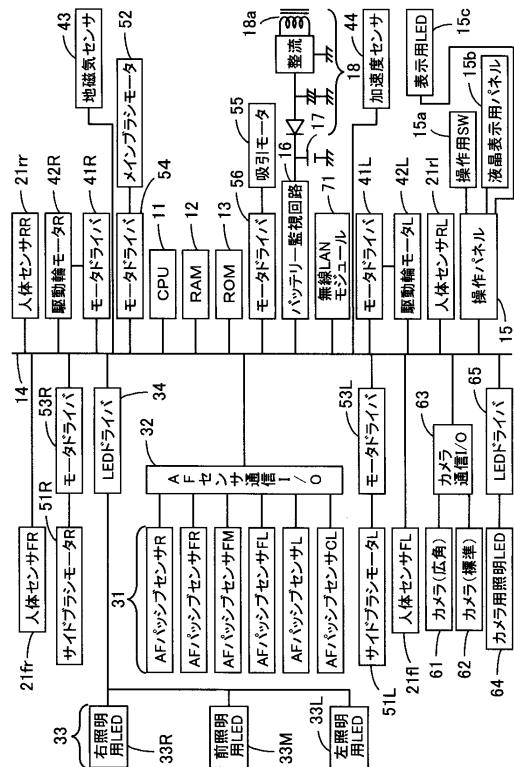 43
地磁気センサ
52
メインブラシモータ
18a
整流
44
加速度センサ
18
15c
表示用LED
15b
液晶表示用パネル
15a
操作用SW
21rr
人体センサRR
42R
駆動輪モータR
41R
モータドライバ
54
モータドライバ
11
CPU
12
RAM
13
ROM
55
吸引モータ
56
モータドライバ
16
17
バッテリー監視回路
71
無線LAN
モジュール
41L
モータドライバ
42L
駆動輪モータL
21rl
人体センサRL
操作パネル
15
14
53R
モータドライバ
34
LEDドライバ
32
AFセンサ通信I/O
53L
モータドライバ
63
カメラ
通信I/O
65
LEDドライバ
人体センサFR
21fr
51R
サイドブラシモータR
31
AFパッシブセンサR
AFパッシブセンサFR
AFパッシブセンサFM
AFパッシブセンサFL
AFパッシブセンサL
AFパッシブセンサCL
サイドブラシモータL
51L
人体センサFL
21fl
カメラ(広角)
61
カメラ(標準)
62
カメラ用照明LED
64
33
右照明
用LED
33R
前照明
用LED
33M
左照明
用LED
33L